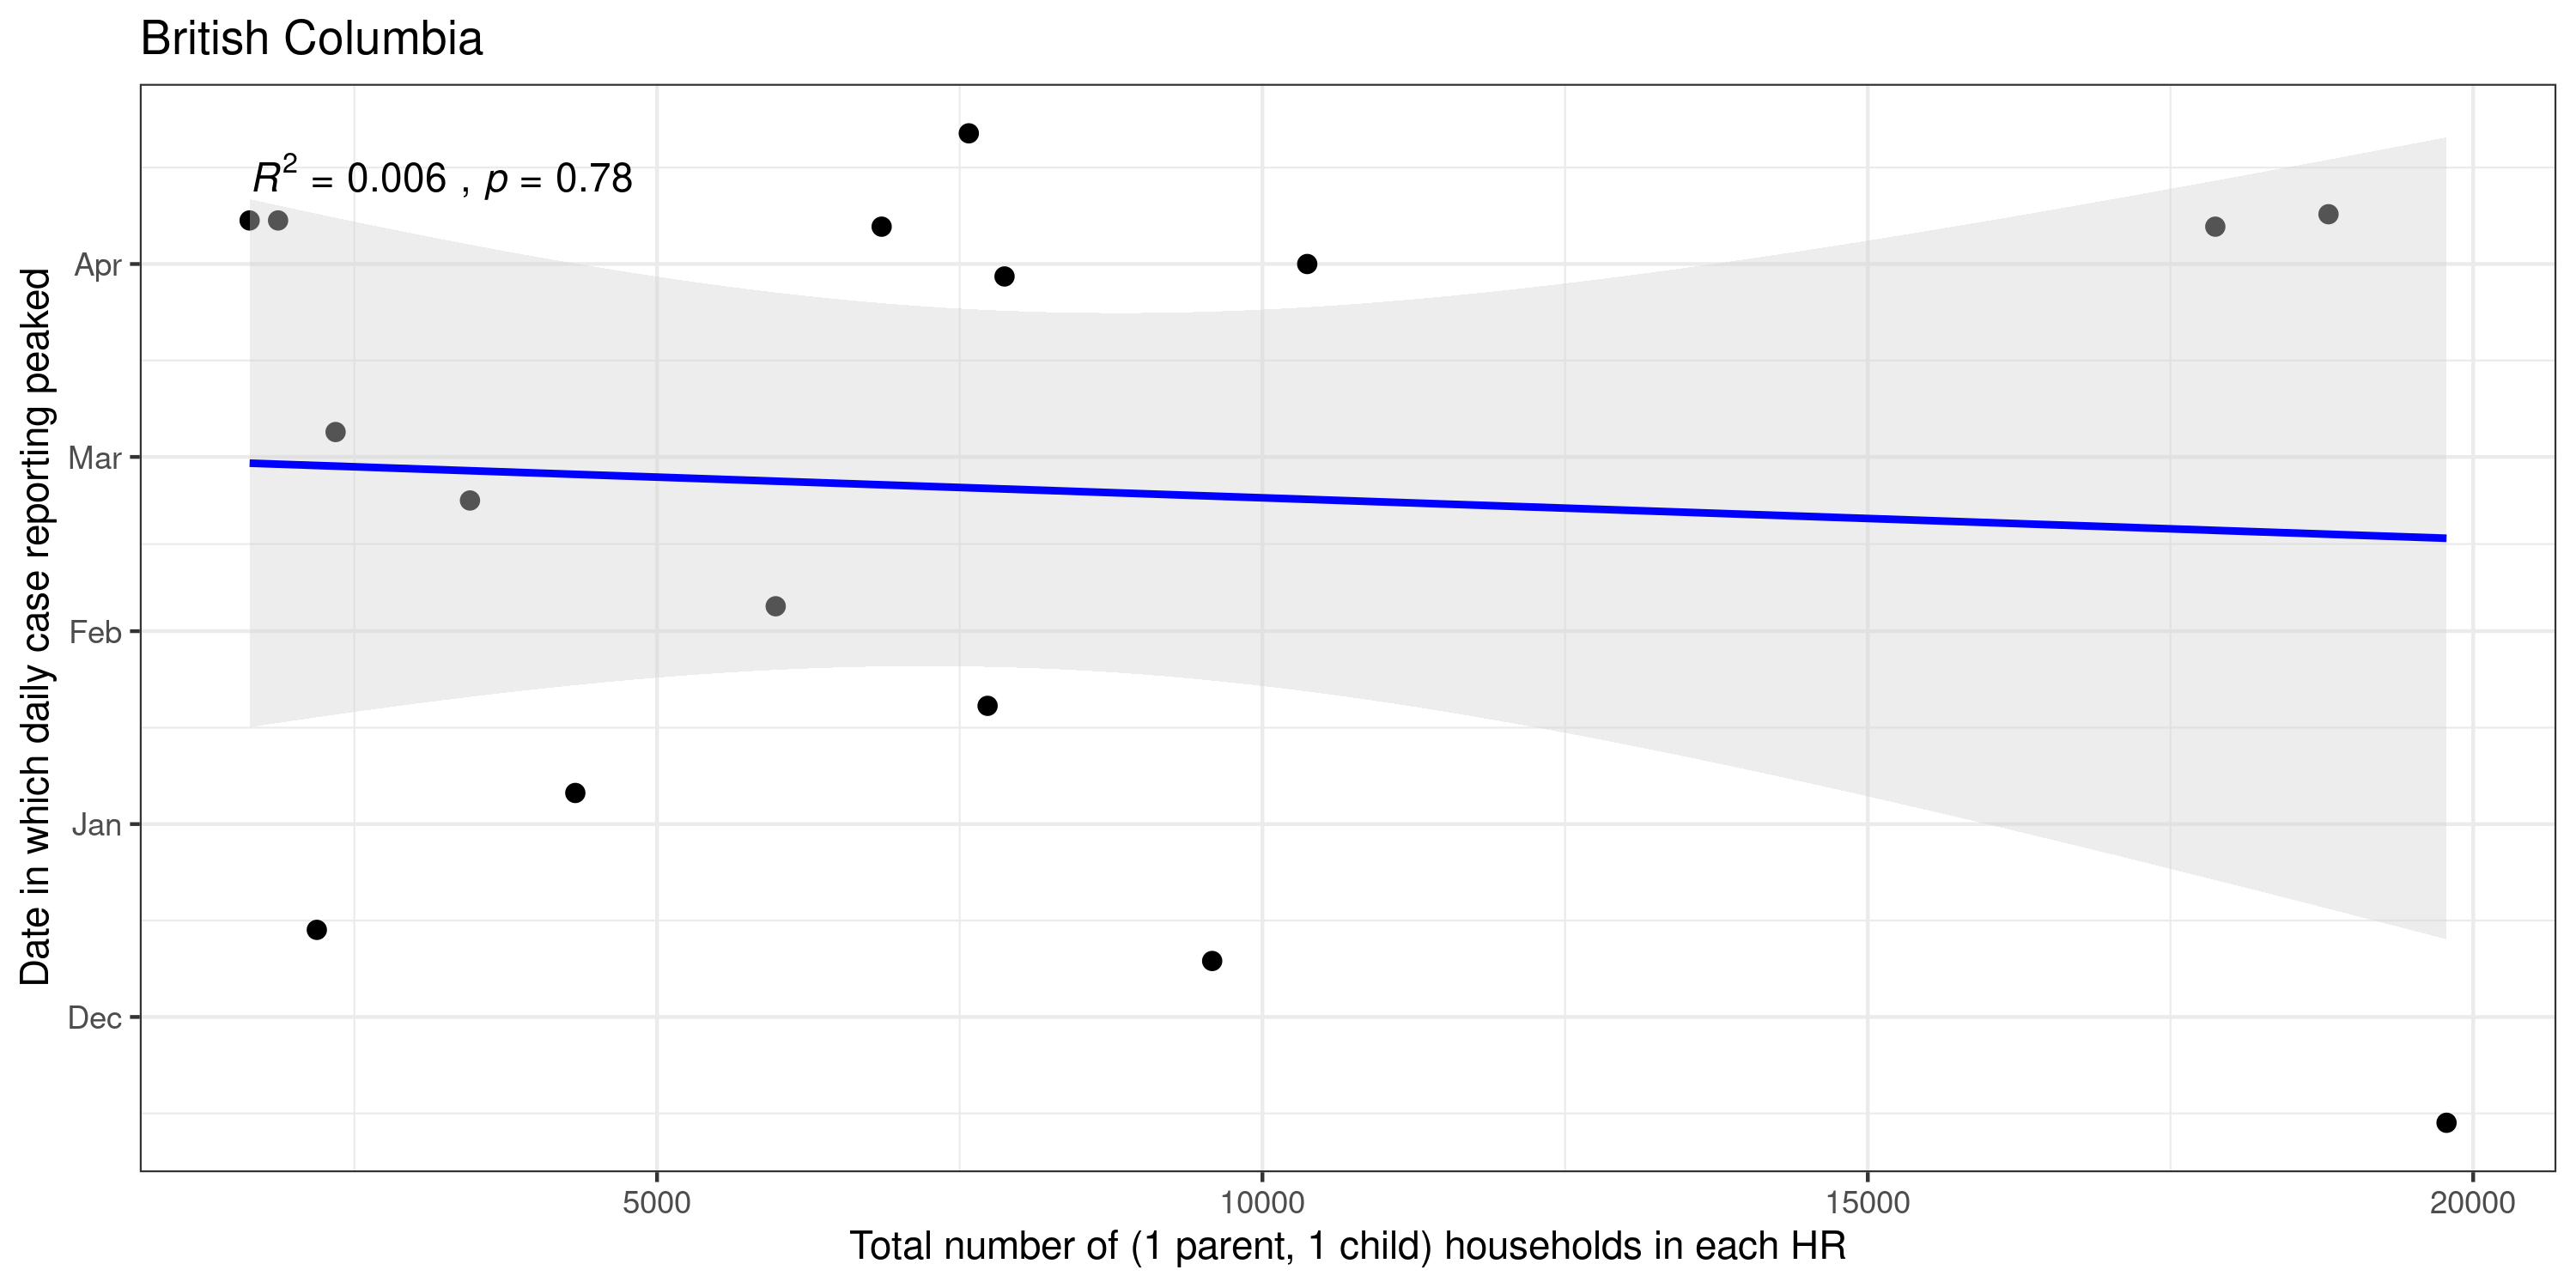 British Columbia
R² = 0.006 , p = 0.78
Date in which daily case reporting peaked
Apr
Mar
Feb
Jan
Dec
5000 10000 15000 20000
Total number of (1 parent, 1 child) households in each HR